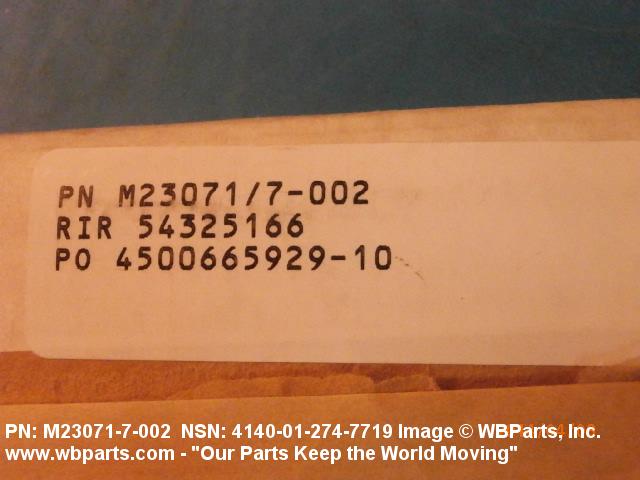 PN M23071/7-002
RIR 54325166
PO 4500665929-10
PN: M23071-7-002 NSN: 4140-01-274-7719 Image © WBParts, Inc.
www.wbparts.com - "Our Parts Keep the World Moving"